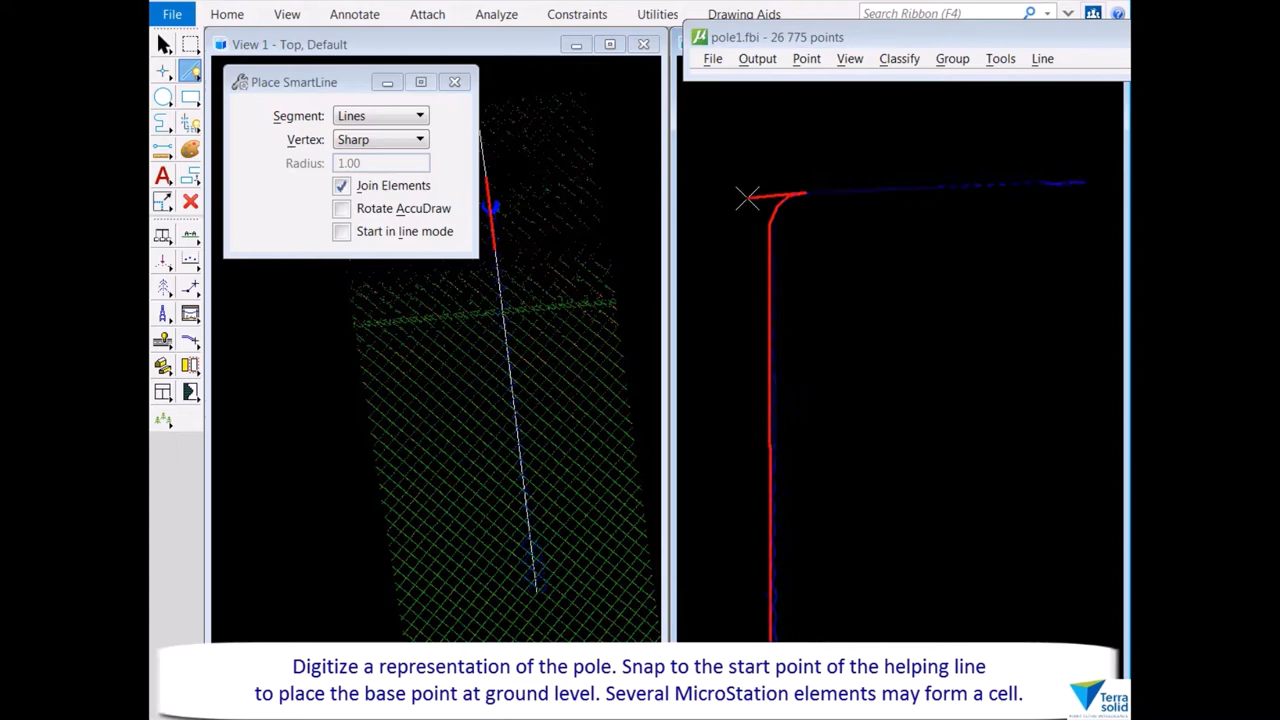 File
Home
View
Annotate
Attach
Analyze
Constraints
Utilities
Drawing Aids
Search Ribbon (F4)
View 1 - Top, Default
pole1.fbi - 26 775 points
File Output Point View Classify Group Tools Line
Place SmartLine
Segment: Lines
Vertex: Sharp
Radius: 1.00
Join Elements
Rotate AccuDraw
Start in line mode
Digitize a representation of the pole. Snap to the start point of the helping line
to place the base point at ground level. Several MicroStation elements may form a cell.
Terra
solid